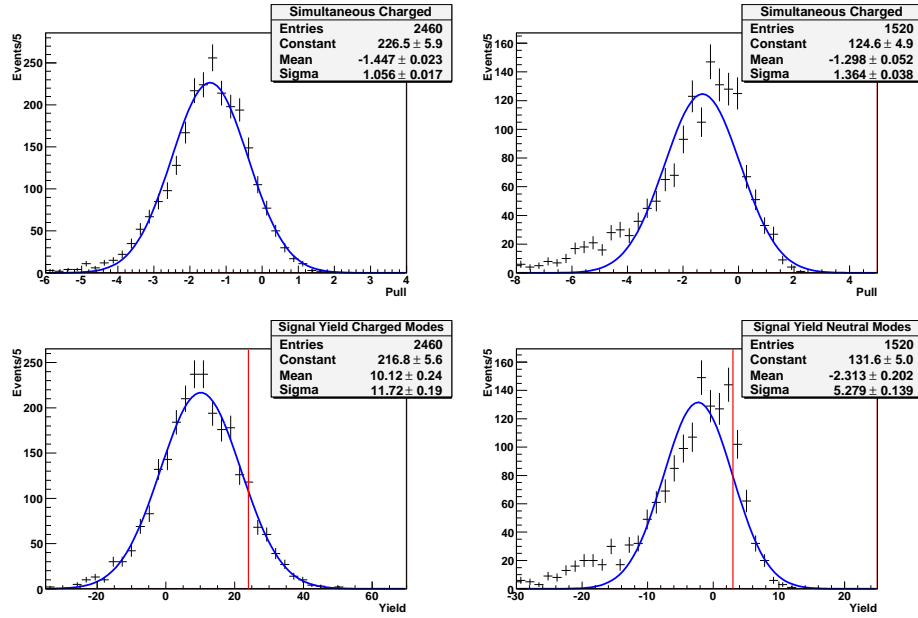 Simultaneous Charged
Entries 2460
Constant 226.5 ± 5.9
Mean -1.447 ± 0.023
Sigma 1.056 ± 0.017
Events/5
250
200
150
100
50
0
-6 -5 -4 -3 -2 -1 0 1 2 3 4
Pull
Simultaneous Charged
Entries 1520
Constant 124.6 ± 4.9
Mean -1.298 ± 0.052
Sigma 1.364 ± 0.038
Events/5
160
140
120
100
80
60
40
20
0
-8 -6 -4 -2 0 2 4
Pull
Signal Yield Charged Modes
Entries 2460
Constant 216.8 ± 5.6
Mean 10.12 ± 0.24
Sigma 11.72 ± 0.19
Events/5
250
200
150
100
50
0
-20 0 20 40 60
Yield
Signal Yield Neutral Modes
Entries 1520
Constant 131.6 ± 5.0
Mean -2.313 ± 0.202
Sigma 5.279 ± 0.139
Events/5
160
140
120
100
80
60
40
20
0
-30 -20 -10 0 10 20
Yield